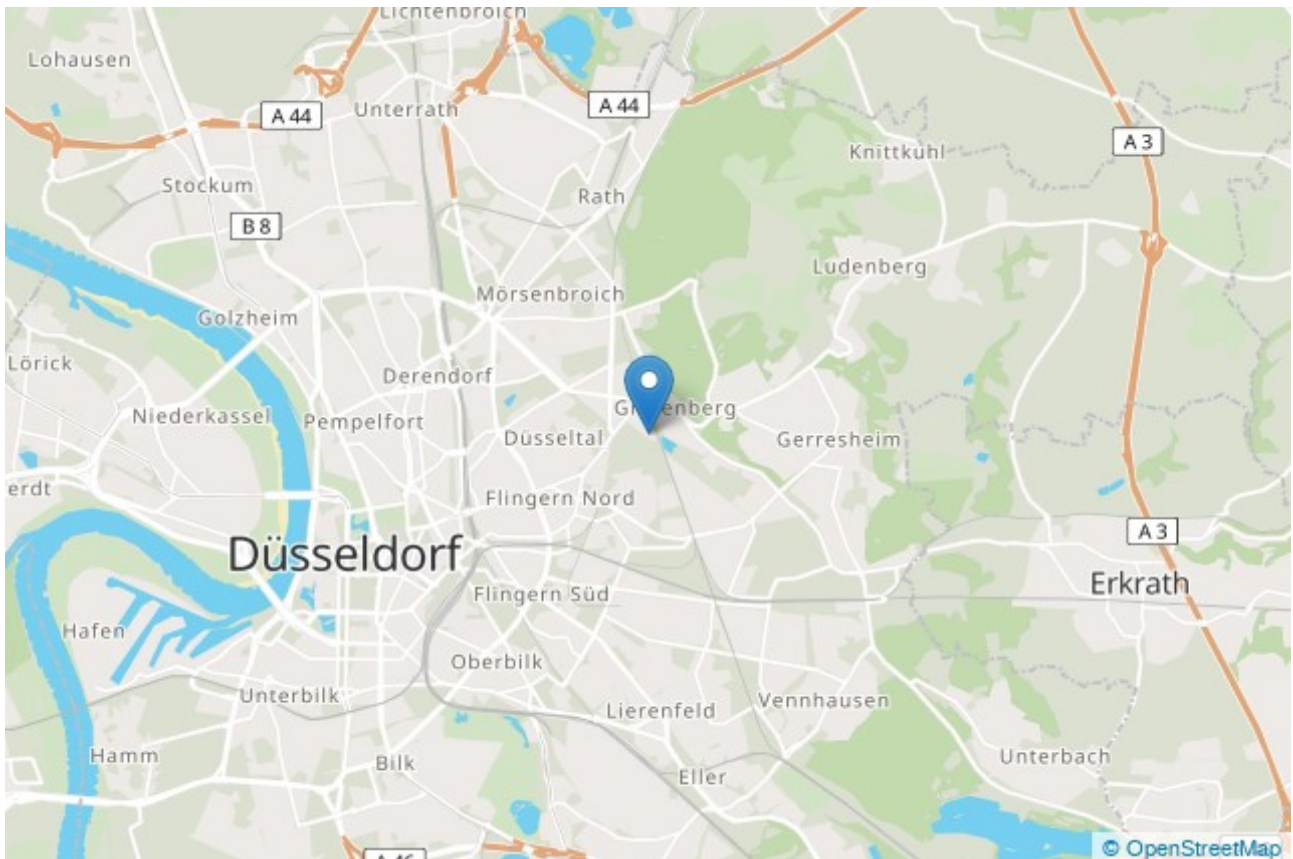 Lichtenbroich
Lohausen
A 44
Unterrath
A 44
A 3
Knittkuhl
Stockum
Rath
B 8
Ludenberg
Mörsenbroich
Golzheim
Lörick
Derendorf
Niederkassel
Pempelfort
Düsseltal
Gerresheim
erdt
Flingern Nord
Düsseldorf
A 3
Erkrath
Flingern Süd
Hafen
Oberbilk
Unterbilk
Lierenfeld
Vennhausen
Hamm
Bilk
Eller
Unterbach
© OpenStreetMap